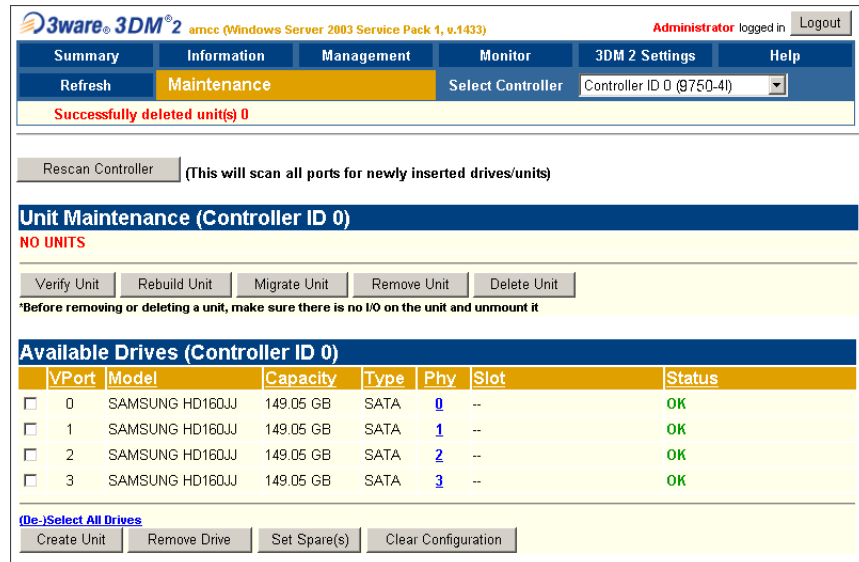 3ware® 3DM®2 amcc (Windows Server 2003 Service Pack 1, v.1433) Administrator logged in Logout
Summary Information Management Monitor 3DM 2 Settings Help
Refresh Maintenance Select Controller Controller ID 0 (9750-4I)
Successfully deleted unit(s) 0
Rescan Controller (This will scan all ports for newly inserted drives/units)
Unit Maintenance (Controller ID 0)
NO UNITS
Verify Unit Rebuild Unit Migrate Unit Remove Unit Delete Unit
*Before removing or deleting a unit, make sure there is no I/O on the unit and unmount it
Available Drives (Controller ID 0)
VPort Model Capacity Type Phy Slot Status
0 SAMSUNG HD160JJ 149.05 GB SATA 0 -- OK
1 SAMSUNG HD160JJ 149.05 GB SATA 1 -- OK
2 SAMSUNG HD160JJ 149.05 GB SATA 2 -- OK
3 SAMSUNG HD160JJ 149.05 GB SATA 3 -- OK
(De-)Select All Drives
Create Unit Remove Drive Set Spare(s) Clear Configuration